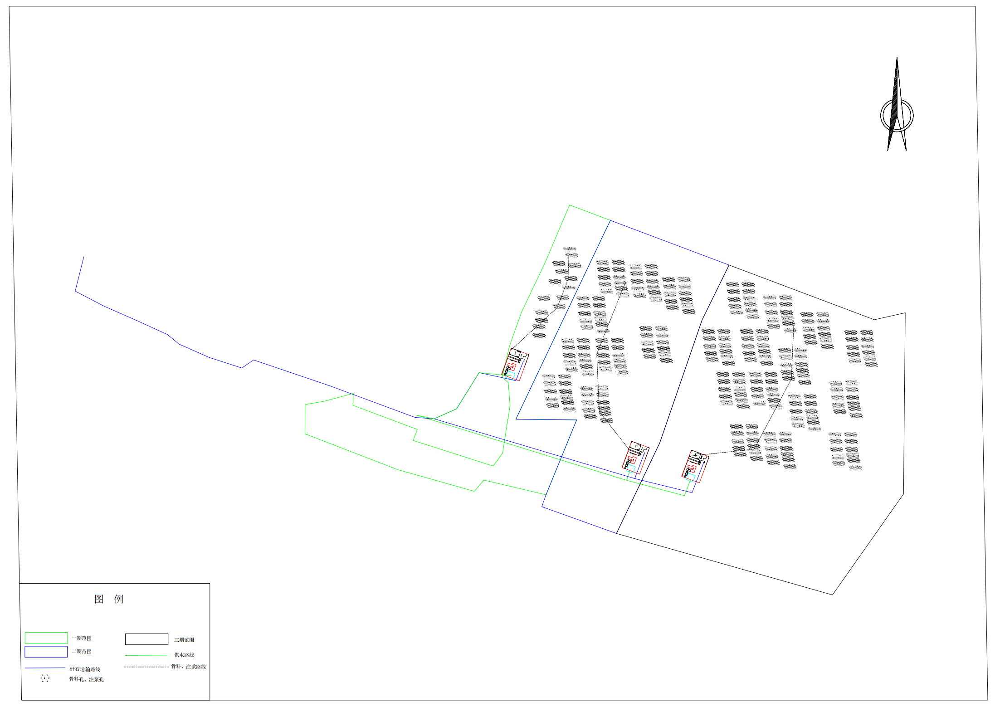 图 例
一期范围
三期范围
二期范围
供水路线
矸石运输路线
骨料、注浆路线
骨料孔、注浆孔